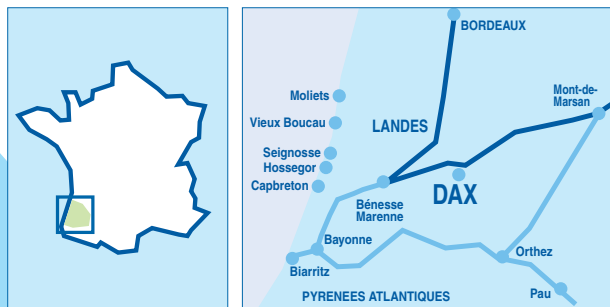 BORDEAUX
Mont-de-
Marsan
Moliets
Vieux Boucau
LANDES
Seignosse
Hossegor
Capbreton
DAX
Bénesse
Marenne
Bayonne
Biarritz
Orthez
Pau
PYRENEES ATLANTIQUES